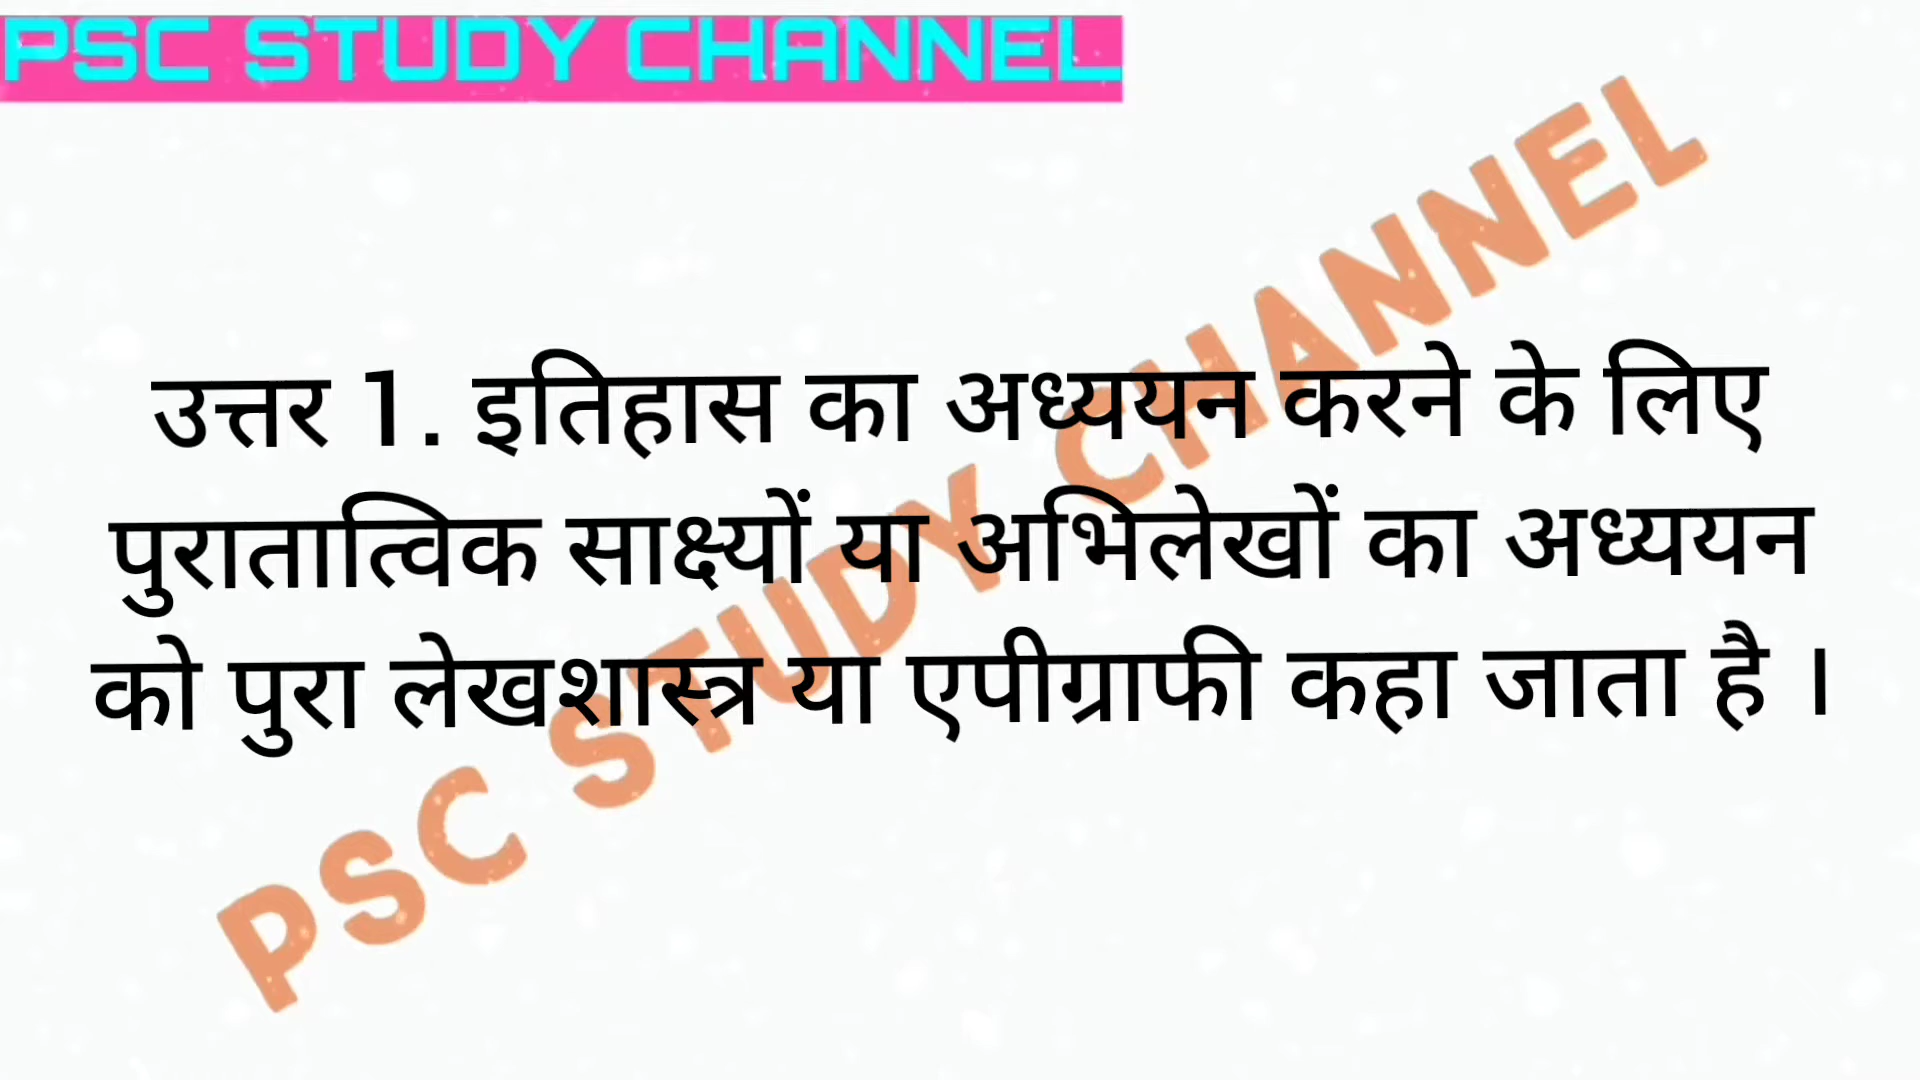 PSC STUDY CHANNEL
उत्तर 1. इतिहास का अध्ययन करने के लिए
पुरातात्विक साक्ष्यों या अभिलेखों का अध्ययन
को पुरा लेखशास्त्र या एपीग्राफी कहा जाता है ।
PSC STUDY CHANNEL